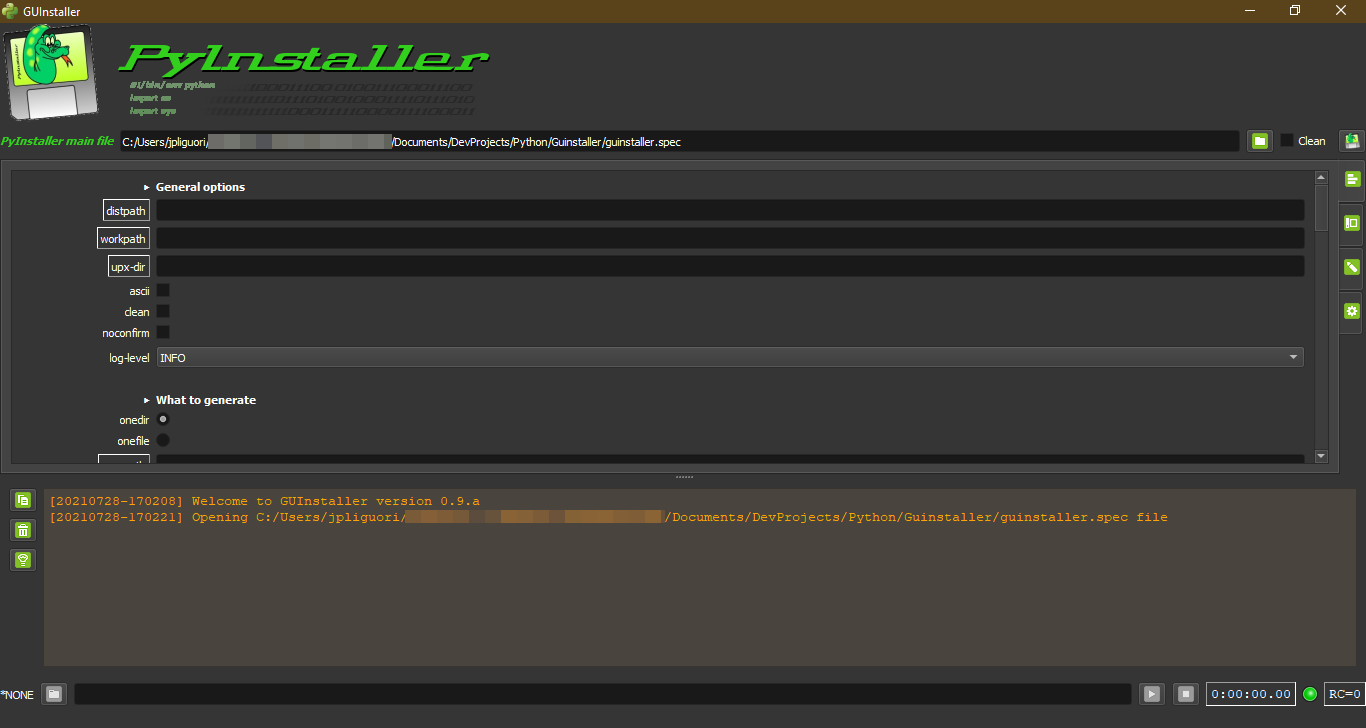 GUInstaller
PyInstaller
#!/bin/env python
import os
import sys
PyInstaller main file C:/Users/jpliguori/ /Documents/DevProjects/Python/Guinstaller/guinstaller.spec Clean
General options
distpath
workpath
upx-dir
ascii
clean
noconfirm
log-level INFO
What to generate
onedir
onefile
[20210728-170208] Welcome to GUInstaller version 0.9.a
[20210728-170221] Opening C:/Users/jpliguori/ /Documents/DevProjects/Python/Guinstaller/guinstaller.spec file
*NONE 0:00:00.00 RC=0